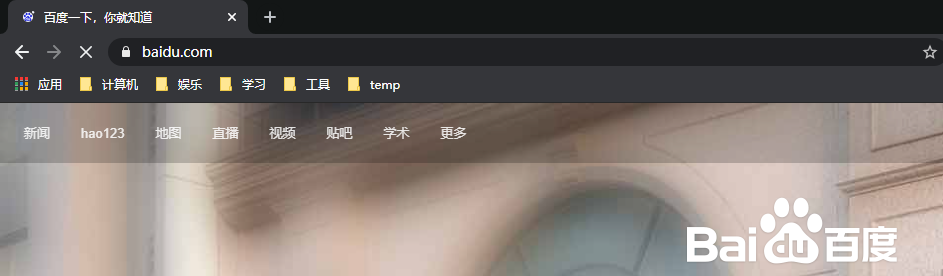 百度一下，你就知道
baidu.com
应用 计算机 娱乐 学习 工具 temp
新闻 hao123 地图 直播 视频 贴吧 学术 更多
Bai du 百度